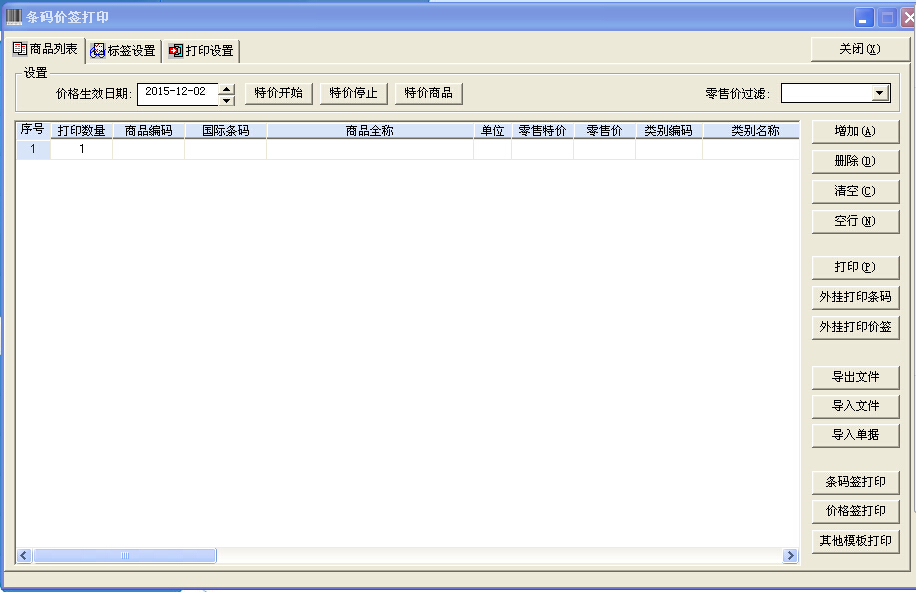 条码价签打印
商品列表 标签设置 打印设置 关闭(X)
设置
价格生效日期: 2015-12-02 特价开始 特价停止 特价商品 零售价过滤:
序号 打印数量 商品编码 国际条码 商品全称 单位 零售特价 零售价 类别编码 类别名称
1 1
增加(A)
删除(D)
清空(C)
空行(N)
打印(P)
外挂打印条码
外挂打印价签
导出文件
导入文件
导入单据
条码签打印
价格签打印
其他模板打印